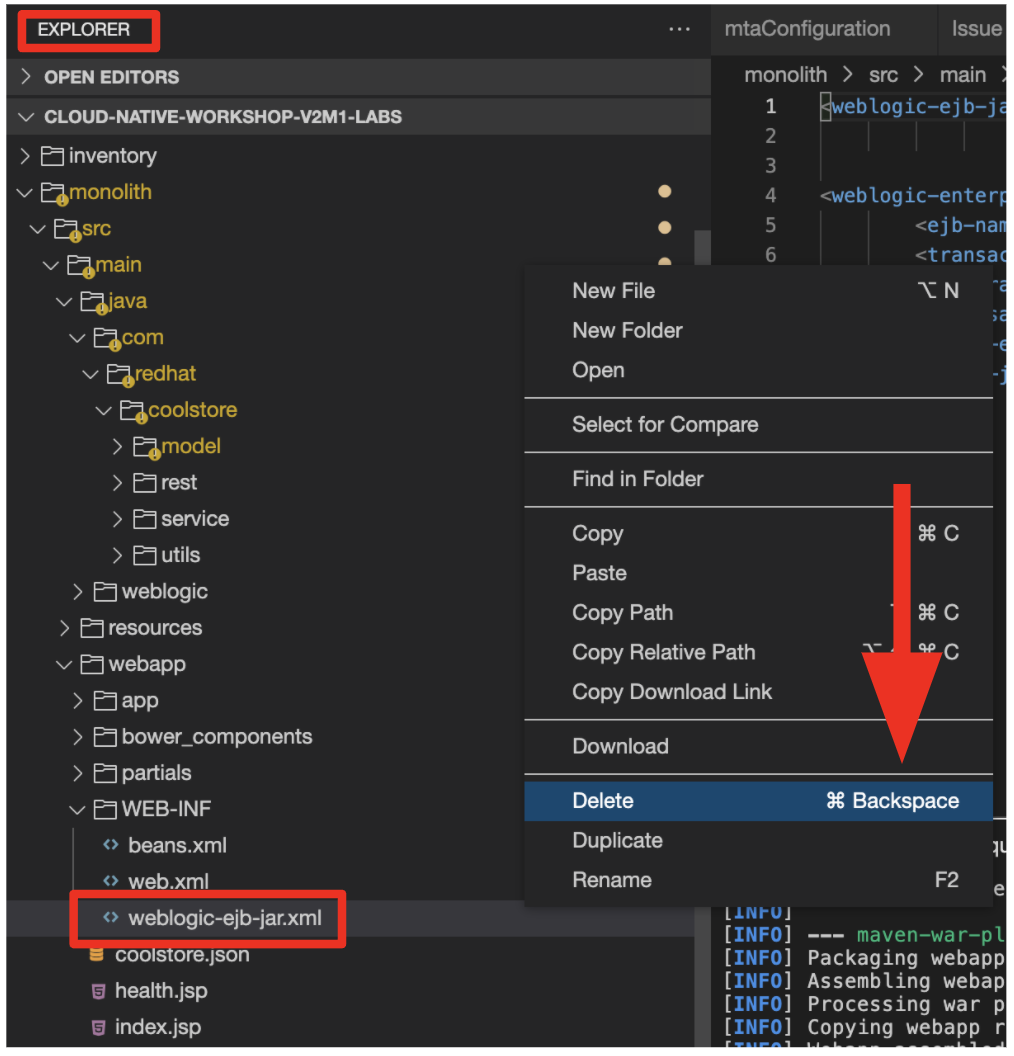 EXPLORER
...
OPEN EDITORS
CLOUD-NATIVE-WORKSHOP-V2M1-LABS
inventory
monolith
src
main
java
com
redhat
coolstore
model
rest
service
utils
weblogic
resources
webapp
app
bower_components
partials
WEB-INF
beans.xml
web.xml
weblogic-ejb-jar.xml
coolstore.json
health.jsp
index.jsp
mtaConfiguration Issue
monolith > src > main >
1 <weblogic-ejb-ja
2
3
4 <weblogic-enterp
5 <ejb-nam
6 <transac
New File ⌥ N
New Folder
Open
Select for Compare
Find in Folder
Copy ⌘ C
Paste
Copy Path ⌘ C
Copy Relative Path ⌘ C
Copy Download Link
Download
Delete ⌘ Backspace
Duplicate
Rename F2
[INFO]
[INFO] --- maven-war-pl
[INFO] Packaging webapp
[INFO] Assembling webap
[INFO] Processing war p
[INFO] Copying webapp r
[INFO] Webapp assembled